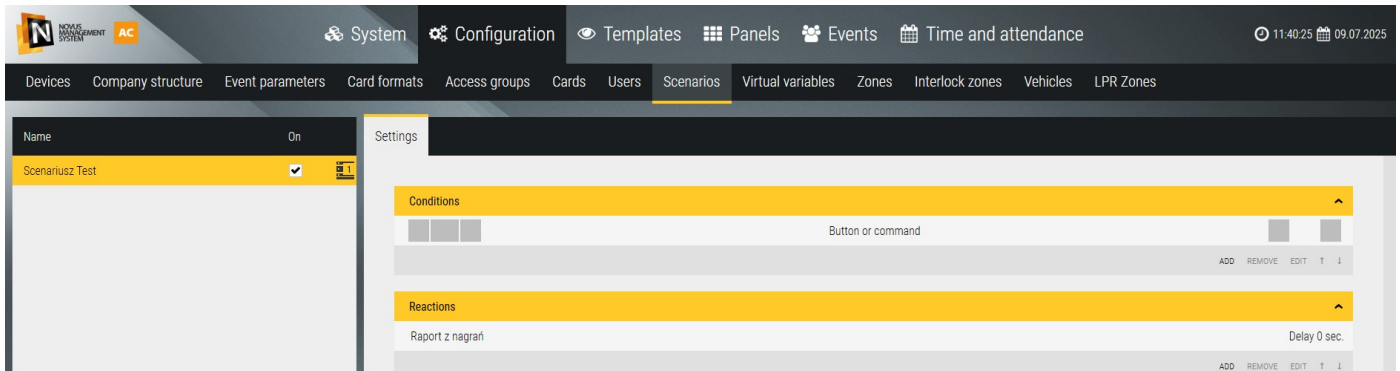 NOVUS
MANAGEMENT
SYSTEM
AC
System Configuration Templates Panels Events Time and attendance 11:40:25 09.07.2025
Devices Company structure Event parameters Card formats Access groups Cards Users Scenarios Virtual variables Zones Interlock zones Vehicles LPR Zones
Name On Settings
Scenariusz Test 1
Conditions
Button or command
ADD REMOVE EDIT ↑ ↓
Reactions
Raport z nagrań Delay 0 sec.
ADD REMOVE EDIT ↑ ↓